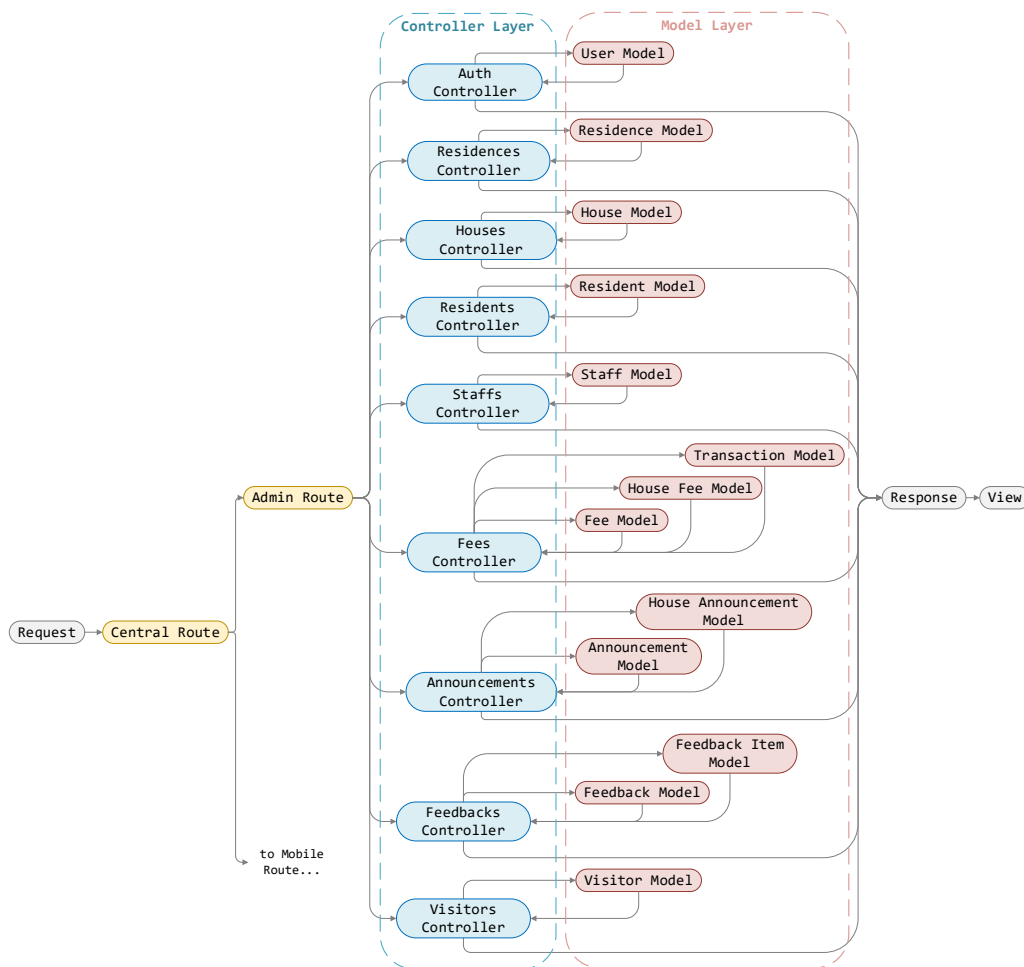 Controller Layer
Model Layer
User Model
Auth
Controller
Residence Model
Residences
Controller
House Model
Houses
Controller
Resident Model
Residents
Controller
Staff Model
Staffs
Controller
Transaction Model
House Fee Model
Admin Route
Response
View
Fee Model
Fees
Controller
House Announcement
Model
Request
Central Route
Announcement
Model
Announcements
Controller
Feedback Item
Model
Feedback Model
Feedbacks
Controller
to Mobile
Route...
Visitor Model
Visitors
Controller